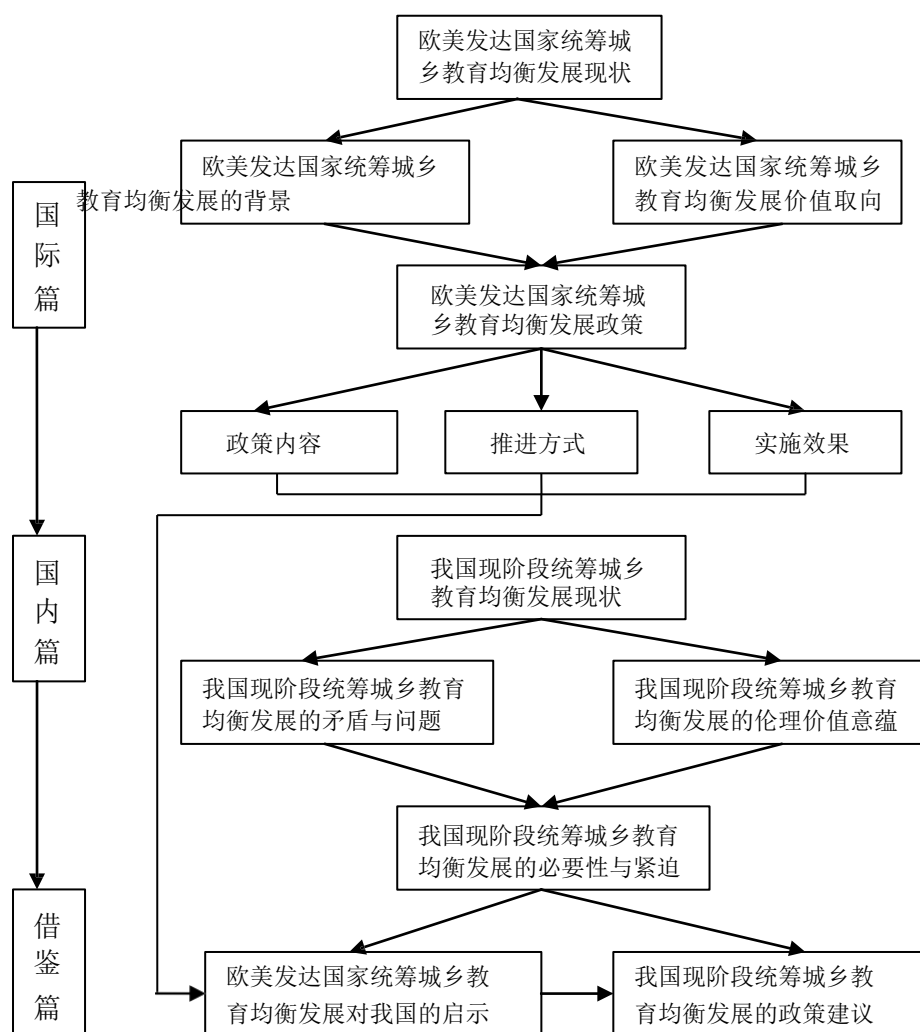 欧美发达国家统筹城
乡教育均衡发展现状
欧美发达国家统筹城乡
教育均衡发展的背景
欧美发达国家统筹城乡
教育均衡发展价值取向
国
际
篇
欧美发达国家统筹城
乡教育均衡发展政策
政策内容
推进方式
实施效果
国
内
篇
我国现阶段统筹城乡
教育均衡发展现状
我国现阶段统筹城乡教育
均衡发展的矛盾与问题
我国现阶段统筹城乡教育
均衡发展的伦理价值意蕴
我国现阶段统筹城乡教育
均衡发展的必要性与紧迫
借
鉴
篇
欧美发达国家统筹城乡教
育均衡发展对我国的启示
我国现阶段统筹城乡教
育均衡发展的政策建议